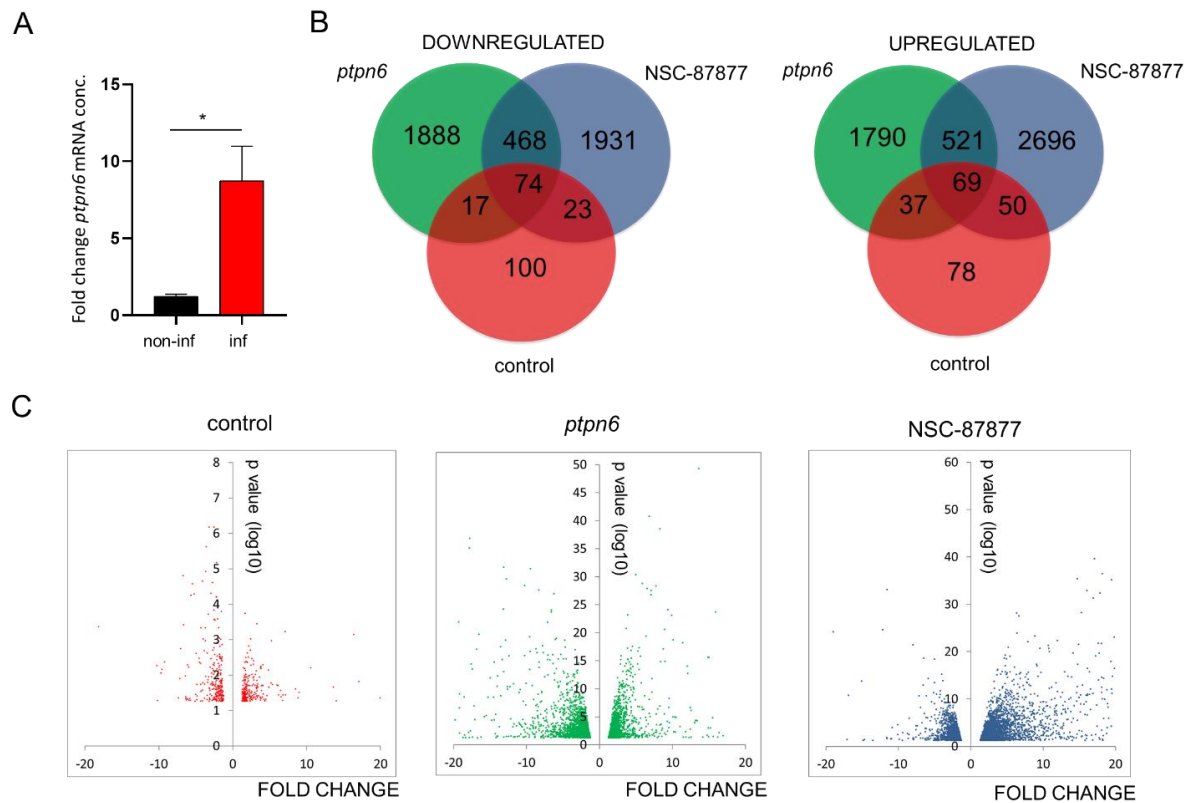 A
Fold change ptpn6 mRNA conc.
15
10
5
0
*
non-inf
inf
B
DOWNREGULATED
ptpn6
NSC-87877
1888
468
1931
74
17
23
100
control
UPREGULATED
ptpn6
NSC-87877
1790
521
2696
69
37
50
78
control
C
control
p value (log10)
8
7
6
5
4
3
2
1
0
-20
-10
0
10
20
FOLD CHANGE
ptpn6
p value (log10)
50
45
40
35
30
25
20
15
10
5
0
-20
-10
0
10
20
FOLD CHANGE
NSC-87877
p value (log10)
60
50
40
30
20
10
0
-20
-10
0
10
20
FOLD CHANGE